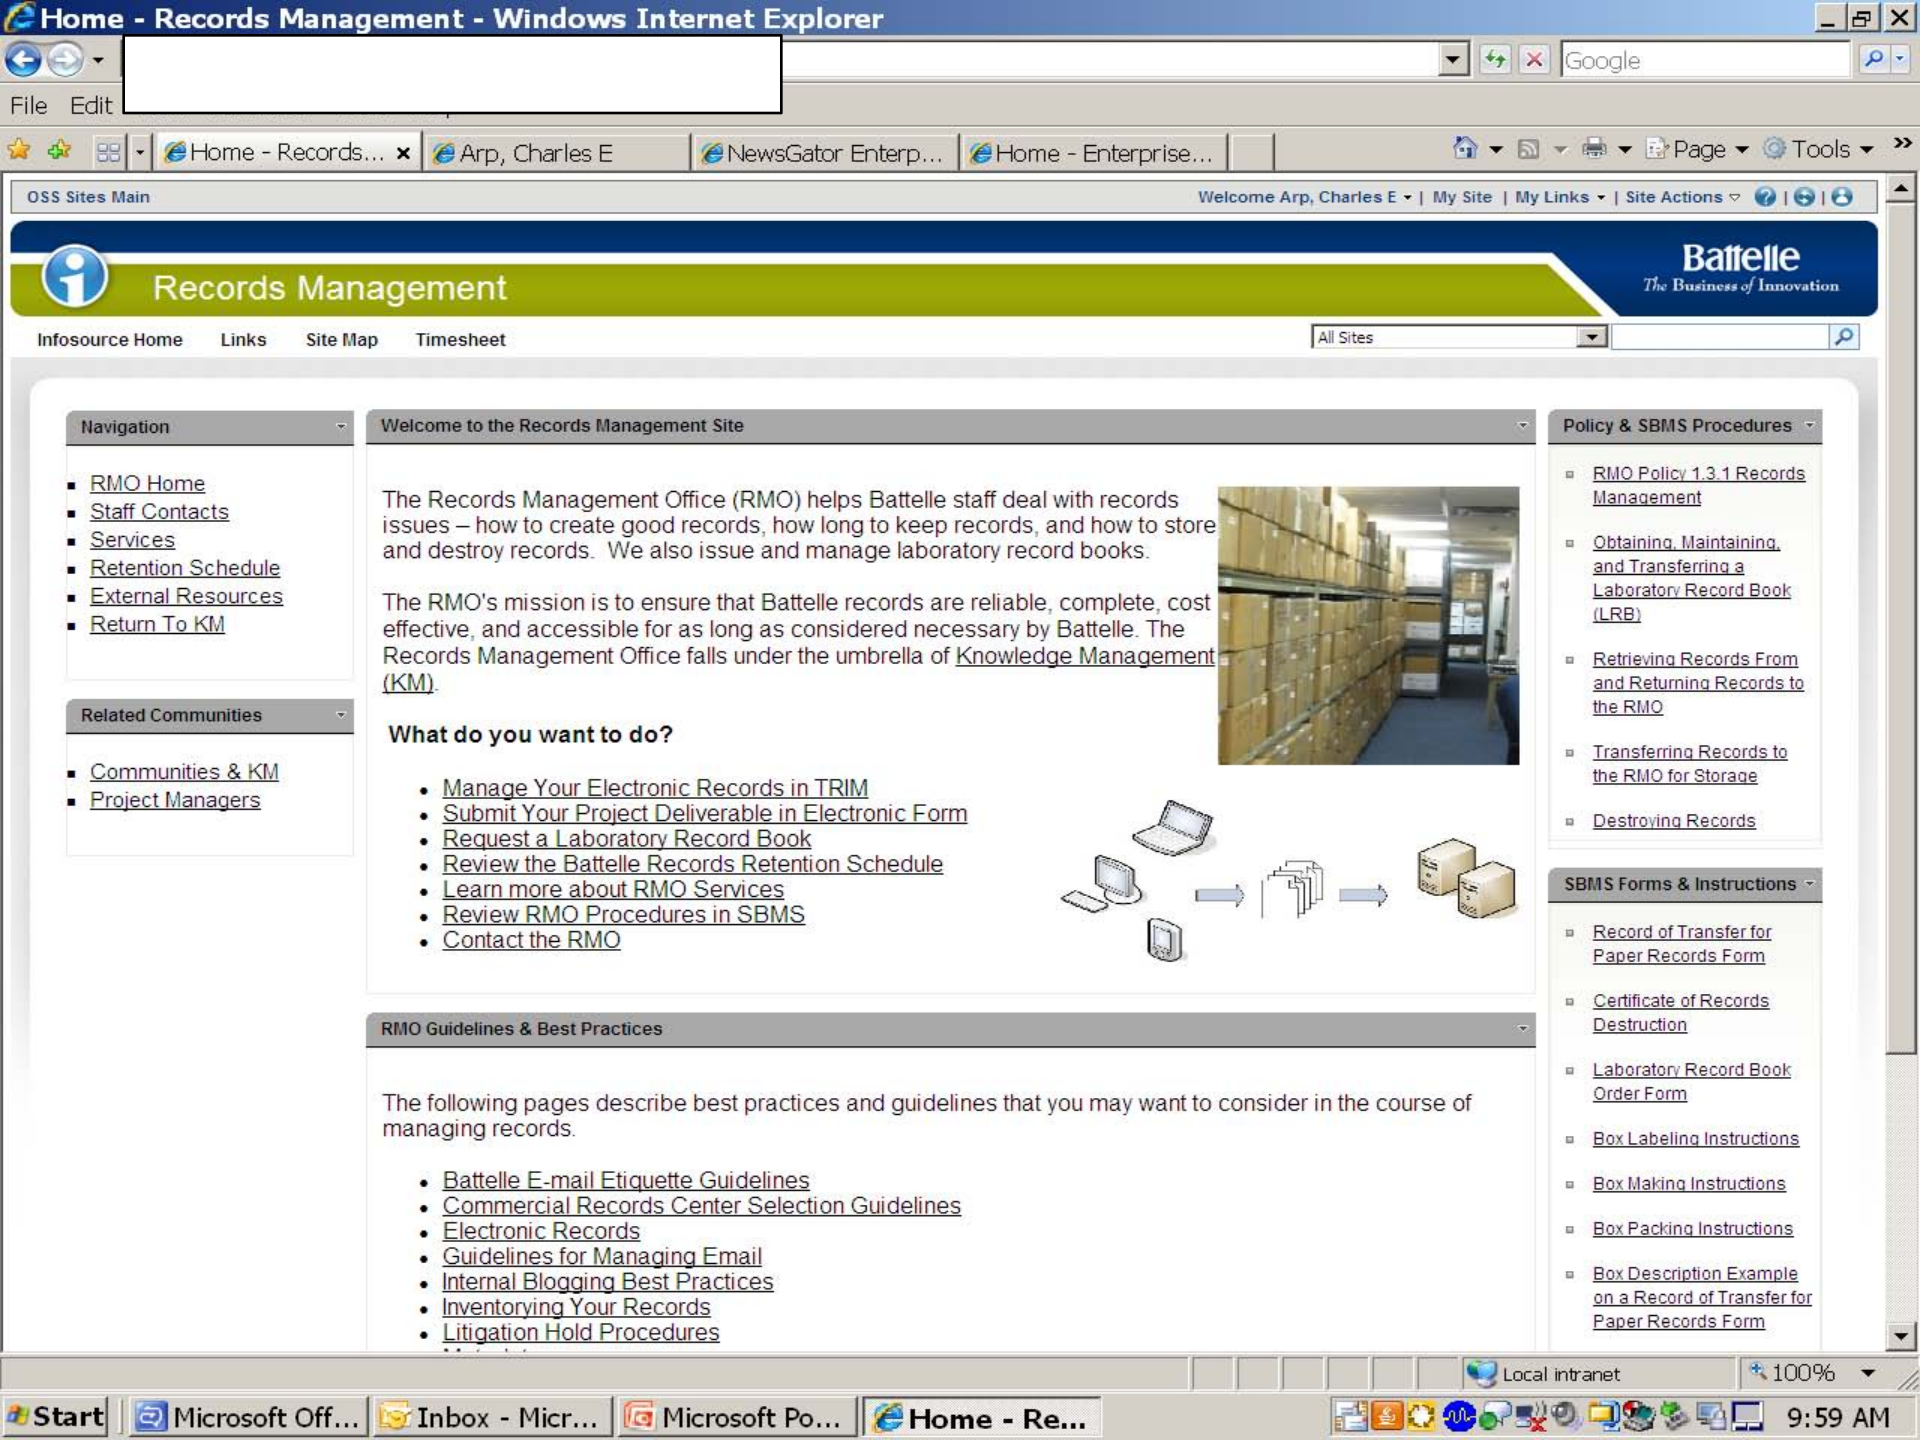 Home - Records Management - Windows Internet Explorer
Google
File Edit
Home - Records... Arp, Charles E NewsGator Enterp... Home - Enterprise... Page Tools
OSS Sites Main Welcome Arp, Charles E | My Site | My Links | Site Actions
Battelle
The Business of Innovation
Records Management
Infosource Home Links Site Map Timesheet All Sites
Navigation
RMO Home
Staff Contacts
Services
Retention Schedule
External Resources
Return To KM
Related Communities
Communities & KM
Project Managers
Welcome to the Records Management Site
The Records Management Office (RMO) helps Battelle staff deal with records
issues – how to create good records, how long to keep records, and how to store
and destroy records. We also issue and manage laboratory record books.
The RMO's mission is to ensure that Battelle records are reliable, complete, cost
effective, and accessible for as long as considered necessary by Battelle. The
Records Management Office falls under the umbrella of Knowledge Management
(KM).
What do you want to do?
Manage Your Electronic Records in TRIM
Submit Your Project Deliverable in Electronic Form
Request a Laboratory Record Book
Review the Battelle Records Retention Schedule
Learn more about RMO Services
Review RMO Procedures in SBMS
Contact the RMO
RMO Guidelines & Best Practices
The following pages describe best practices and guidelines that you may want to consider in the course of
managing records.
Battelle E-mail Etiquette Guidelines
Commercial Records Center Selection Guidelines
Electronic Records
Guidelines for Managing Email
Internal Blogging Best Practices
Inventorying Your Records
Litigation Hold Procedures
Policy & SBMS Procedures
RMO Policy 1.3.1 Records
Management
Obtaining, Maintaining,
and Transferring a
Laboratory Record Book
(LRB)
Retrieving Records From
and Returning Records to
the RMO
Transferring Records to
the RMO for Storage
Destroying Records
SBMS Forms & Instructions
Record of Transfer for
Paper Records Form
Certificate of Records
Destruction
Laboratory Record Book
Order Form
Box Labeling Instructions
Box Making Instructions
Box Packing Instructions
Box Description Example
on a Record of Transfer for
Paper Records Form
Local intranet 100%
Start Microsoft Off... Inbox - Micr... Microsoft Po... Home - Re... 9:59 AM